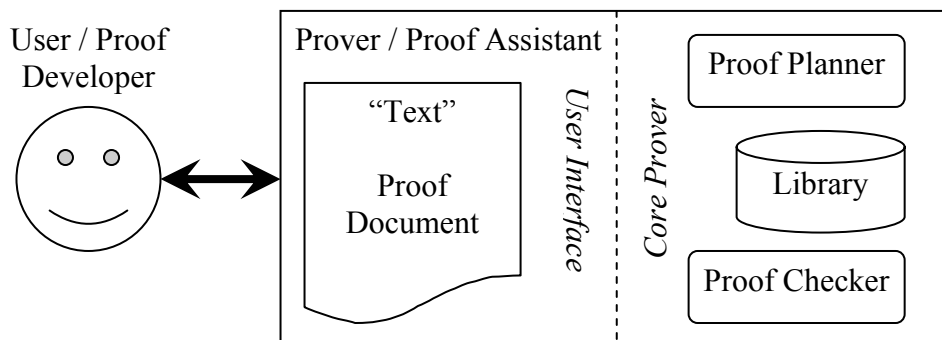 User / Proof
Developer
Prover / Proof Assistant
“Text”
Proof
Document
User Interface
Core Prover
Proof Planner
Library
Proof Checker